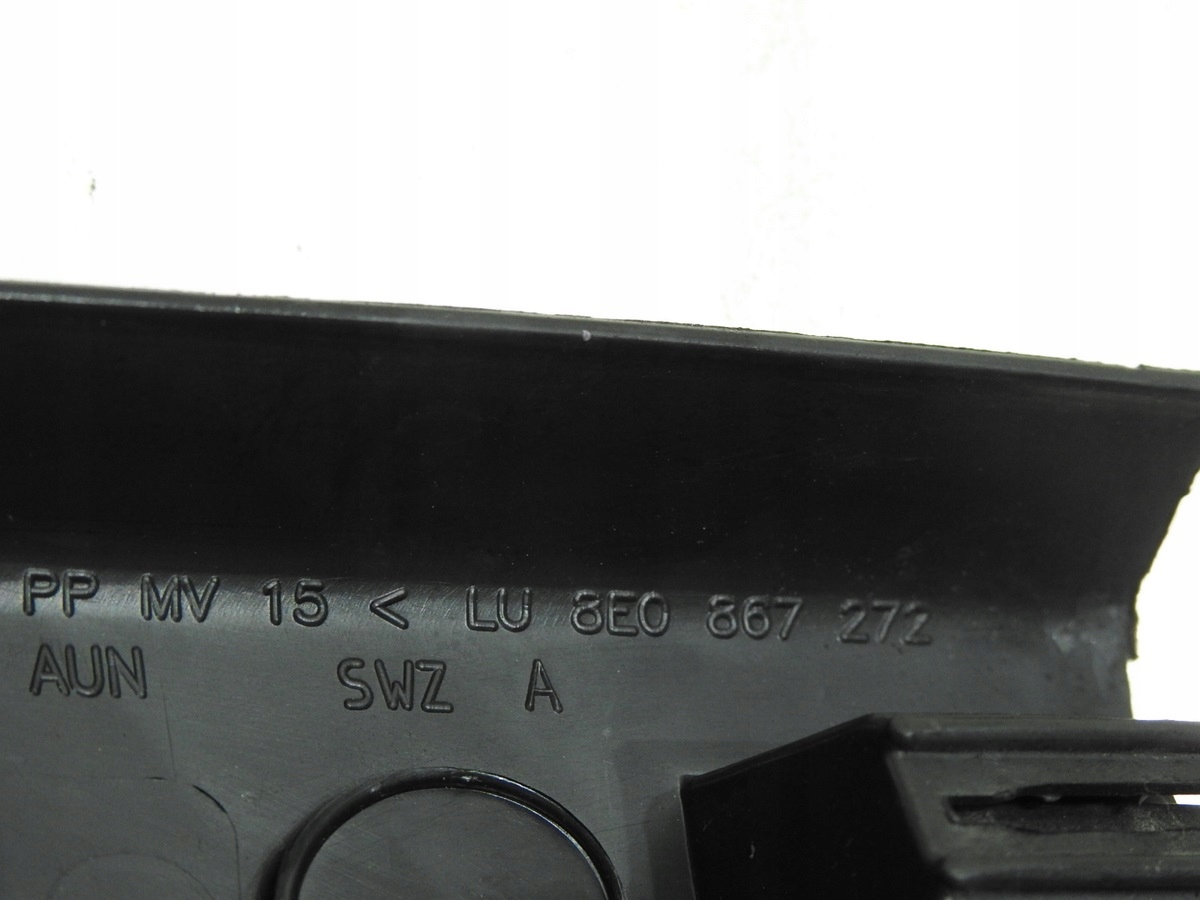 PP MV 15 < LU 8E0 867 272
AUN SWZ A